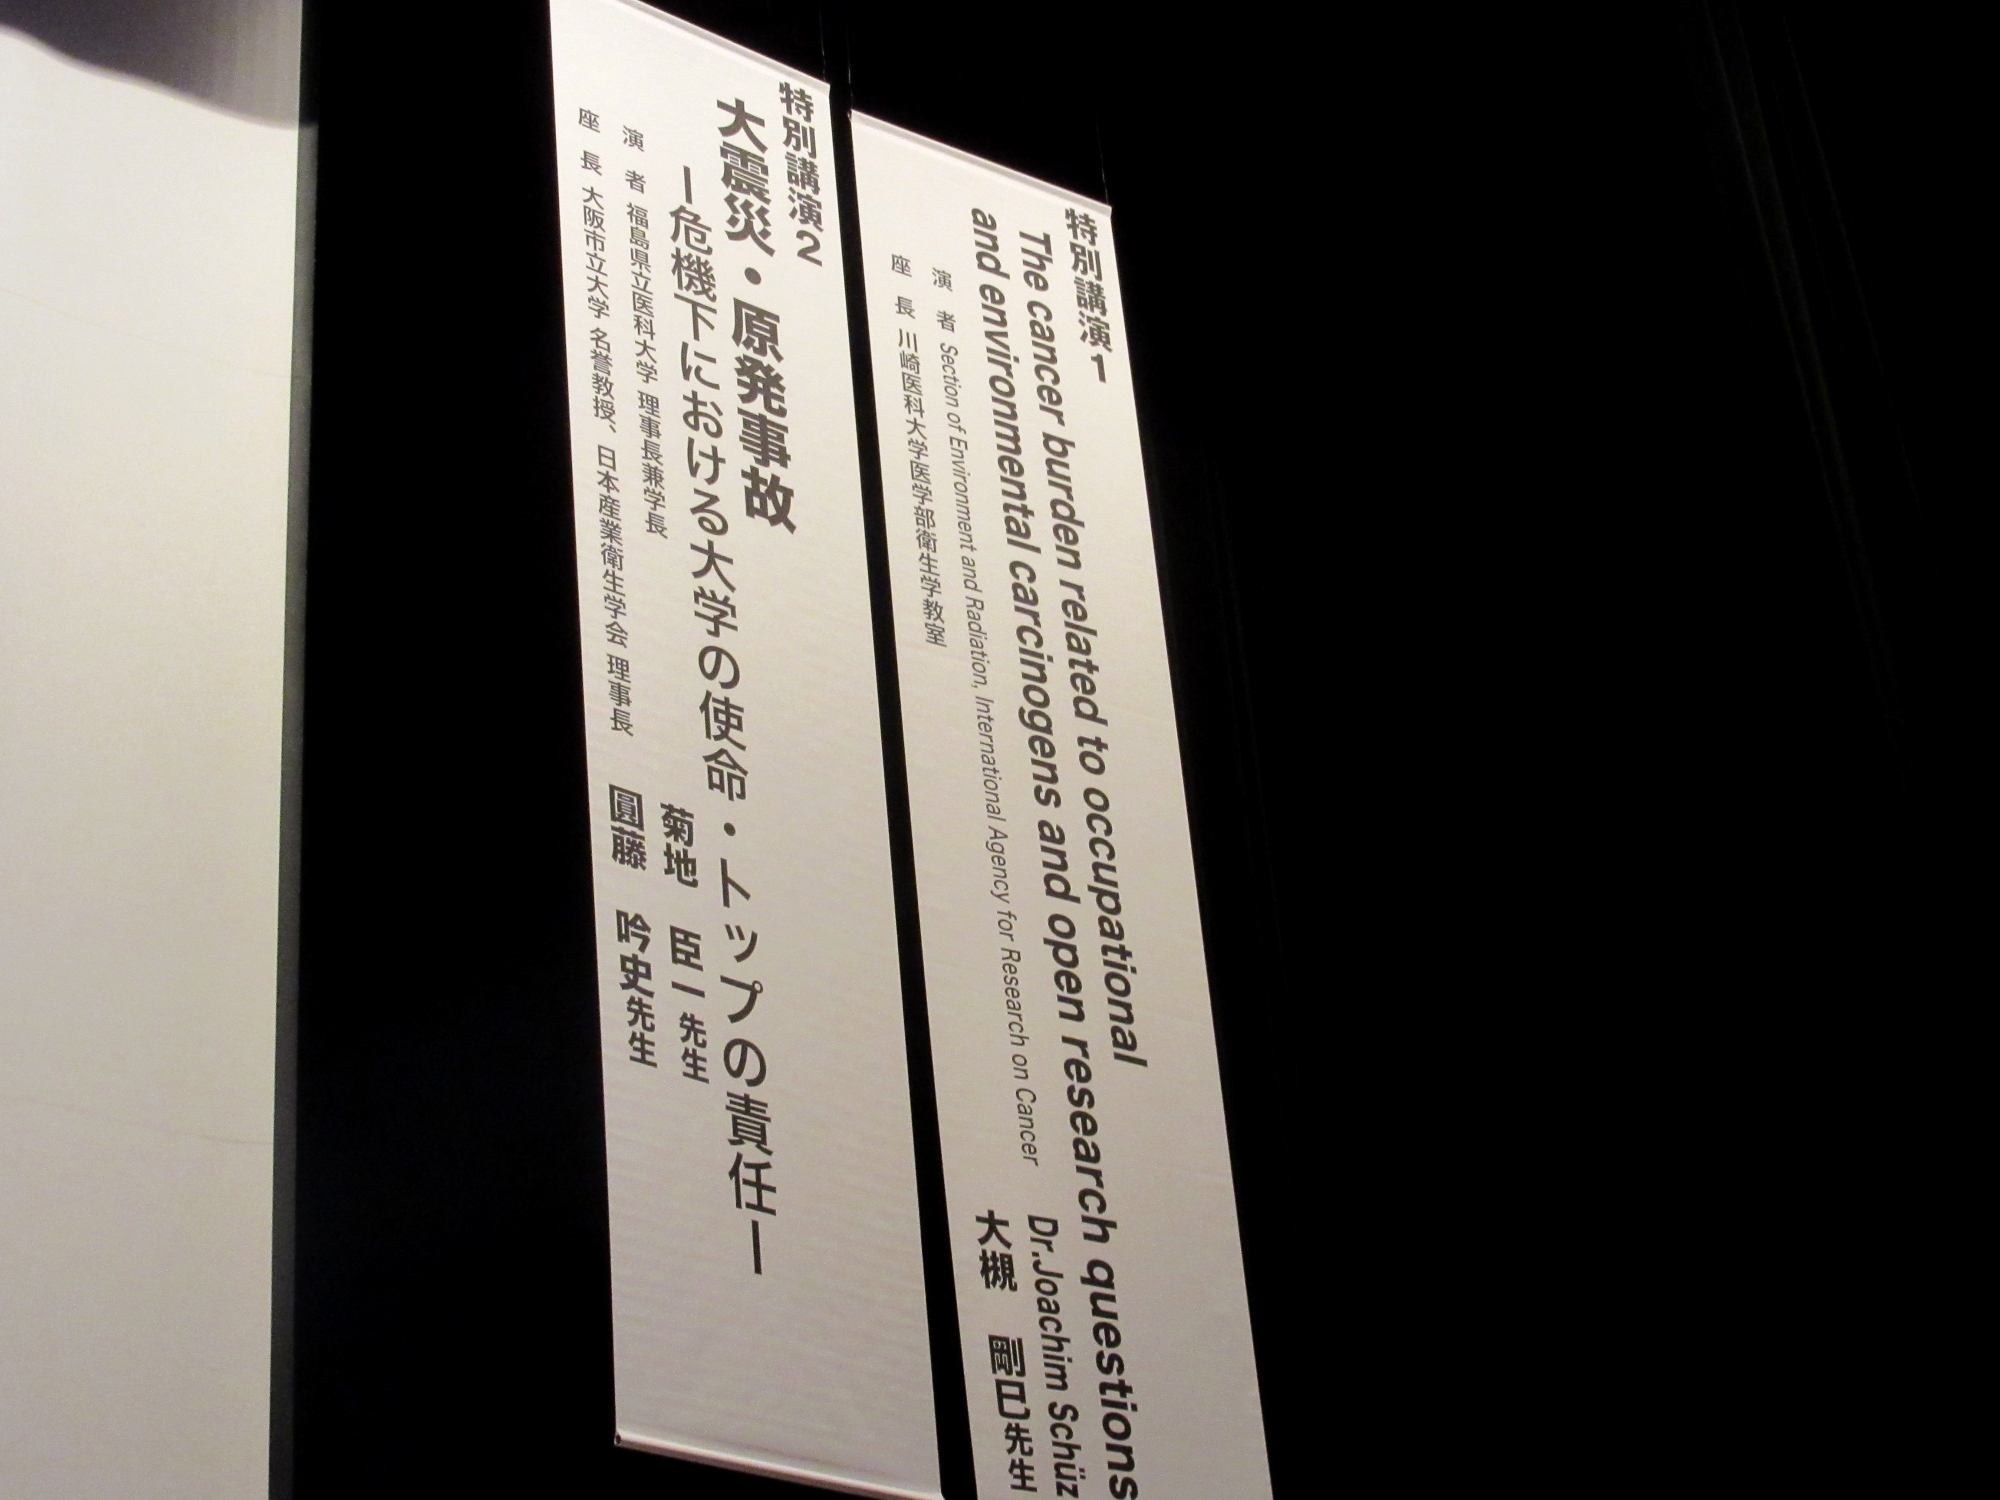 特別講演1
The cancer burden related to occupational
and environmental carcinogens and open research questions
演 者 Section of Environment and Radiation, International Agency for Research on Cancer Dr.Joachim Schüz
座 長 川崎医科大学医学部衛生学教室 大槻 剛巳先生
特別講演2
大震災・原発事故
ー危機下における大学の使命・トップの責任ー
演 者 福島県立医科大学 理事長兼学長 菊地 臣一先生
座 長 大阪市立大学 名誉教授、日本産業衛生学会 理事長 圓藤 吟史先生